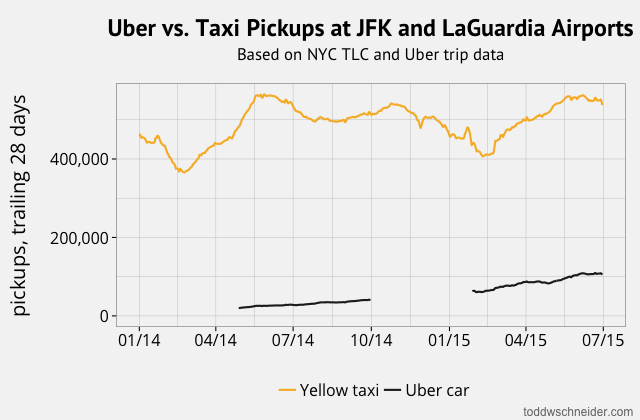 Uber vs. Taxi Pickups at JFK and LaGuardia Airports
Based on NYC TLC and Uber trip data
pickups, trailing 28 days
400,000
200,000
0
01/14 04/14 07/14 10/14 01/15 04/15 07/15
Yellow taxi Uber car
toddwschneider.com